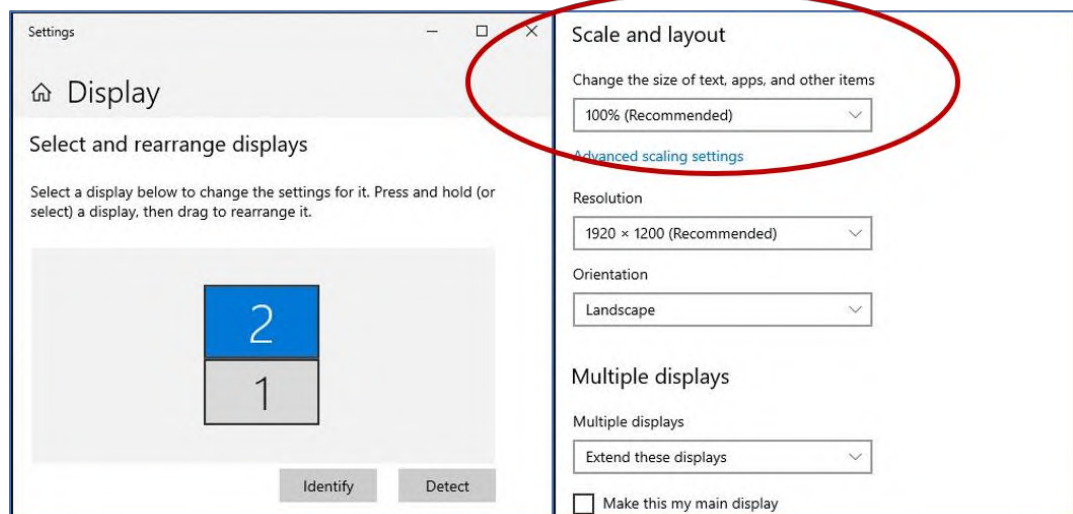 Settings
Display
Select and rearrange displays
Select a display below to change the settings for it. Press and hold (or
select) a display, then drag to rearrange it.
2
1
Identify
Detect
Scale and layout
Change the size of text, apps, and other items
100% (Recommended)
Advanced scaling settings
Resolution
1920 × 1200 (Recommended)
Orientation
Landscape
Multiple displays
Multiple displays
Extend these displays
Make this my main display